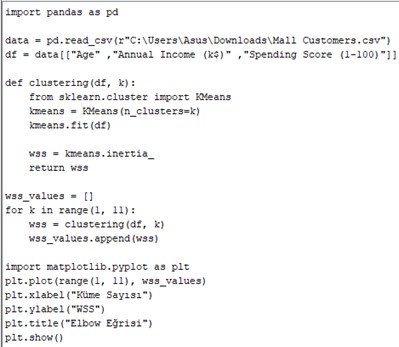 import pandas as pd
data = pd.read_csv(r"C:\Users\Asus\Downloads\Mall Customers.csv")
df = data[["Age" ,"Annual Income (k$)" ,"Spending Score (1-100)"]]
def clustering(df, k):
    from sklearn.cluster import KMeans
    kmeans = KMeans(n_clusters=k)
    kmeans.fit(df)
    wss = kmeans.inertia_
    return wss
wss_values = []
for k in range(1, 11):
    wss = clustering(df, k)
    wss_values.append(wss)
import matplotlib.pyplot as plt
plt.plot(range(1, 11), wss_values)
plt.xlabel("Küme Sayısı")
plt.ylabel("WSS")
plt.title("Elbow Eğrisi")
plt.show()